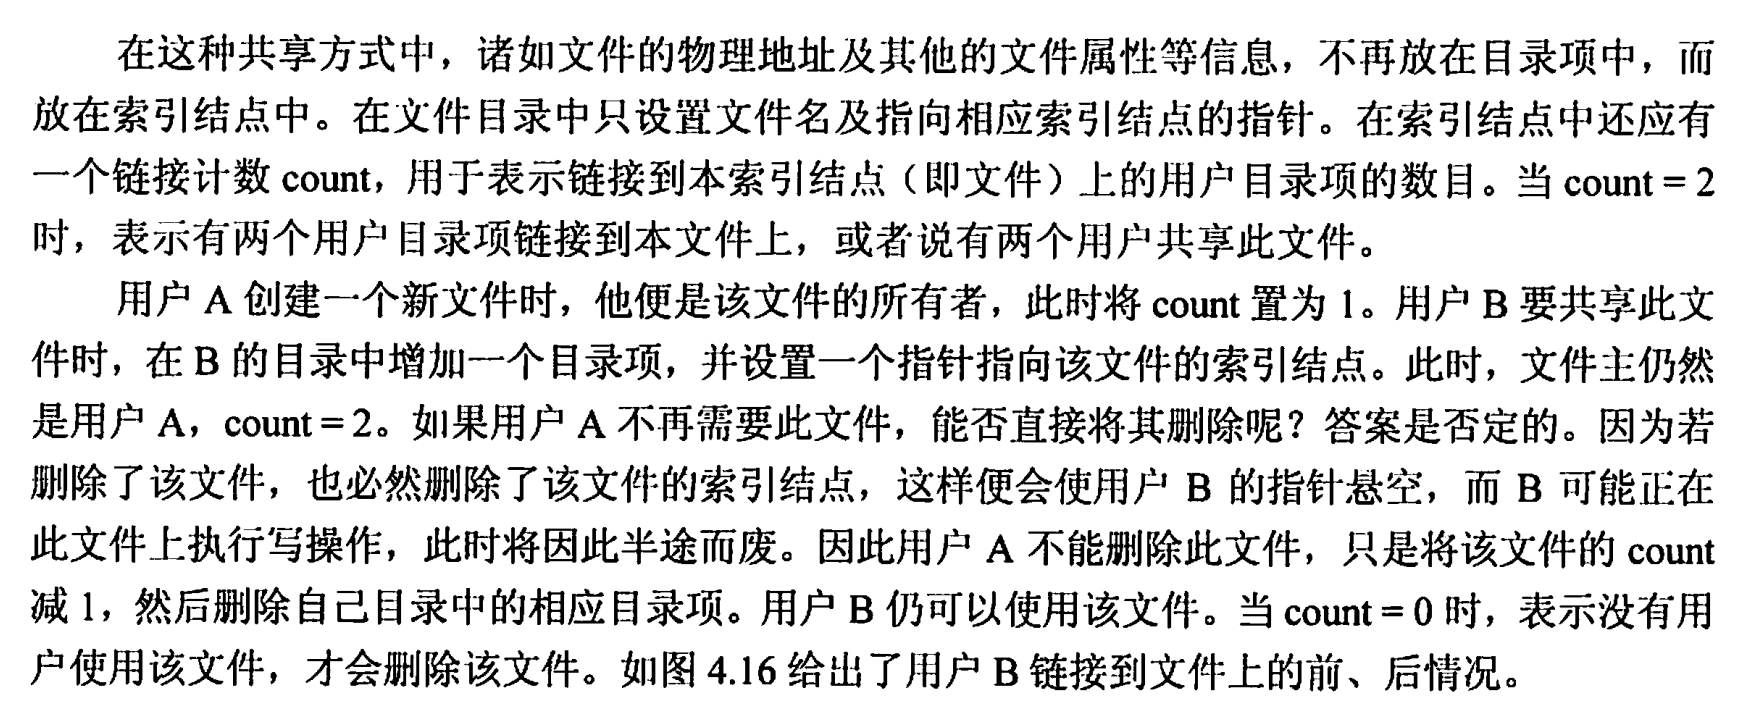 在这种共享方式中，诸如文件的物理地址及其他的文件属性等信息，不再放在目录项中，而
放在索引结点中。在文件目录中只设置文件名及指向相应索引结点的指针。在索引结点中还应有
一个链接计数 count，用于表示链接到本索引结点（即文件）上的用户目录项的数目。当 count = 2
时，表示有两个用户目录项链接到本文件上，或者说有两个用户共享此文件。
用户 A 创建一个新文件时，他便是该文件的所有者，此时将 count 置为 1。用户 B 要共享此文
件时，在 B 的目录中增加一个目录项，并设置一个指针指向该文件的索引结点。此时，文件主仍然
是用户 A，count = 2。如果用户 A 不再需要此文件，能否直接将其删除呢？答案是否定的。因为若
删除了该文件，也必然删除了该文件的索引结点，这样便会使用户 B 的指针悬空，而 B 可能正在
此文件上执行写操作，此时将因此半途而废。因此用户 A 不能删除此文件，只是将该文件的 count
减 1，然后删除自己目录中的相应目录项。用户 B 仍可以使用该文件。当 count = 0 时，表示没有用
户使用该文件，才会删除该文件。如图 4.16 给出了用户 B 链接到文件上的前、后情况。